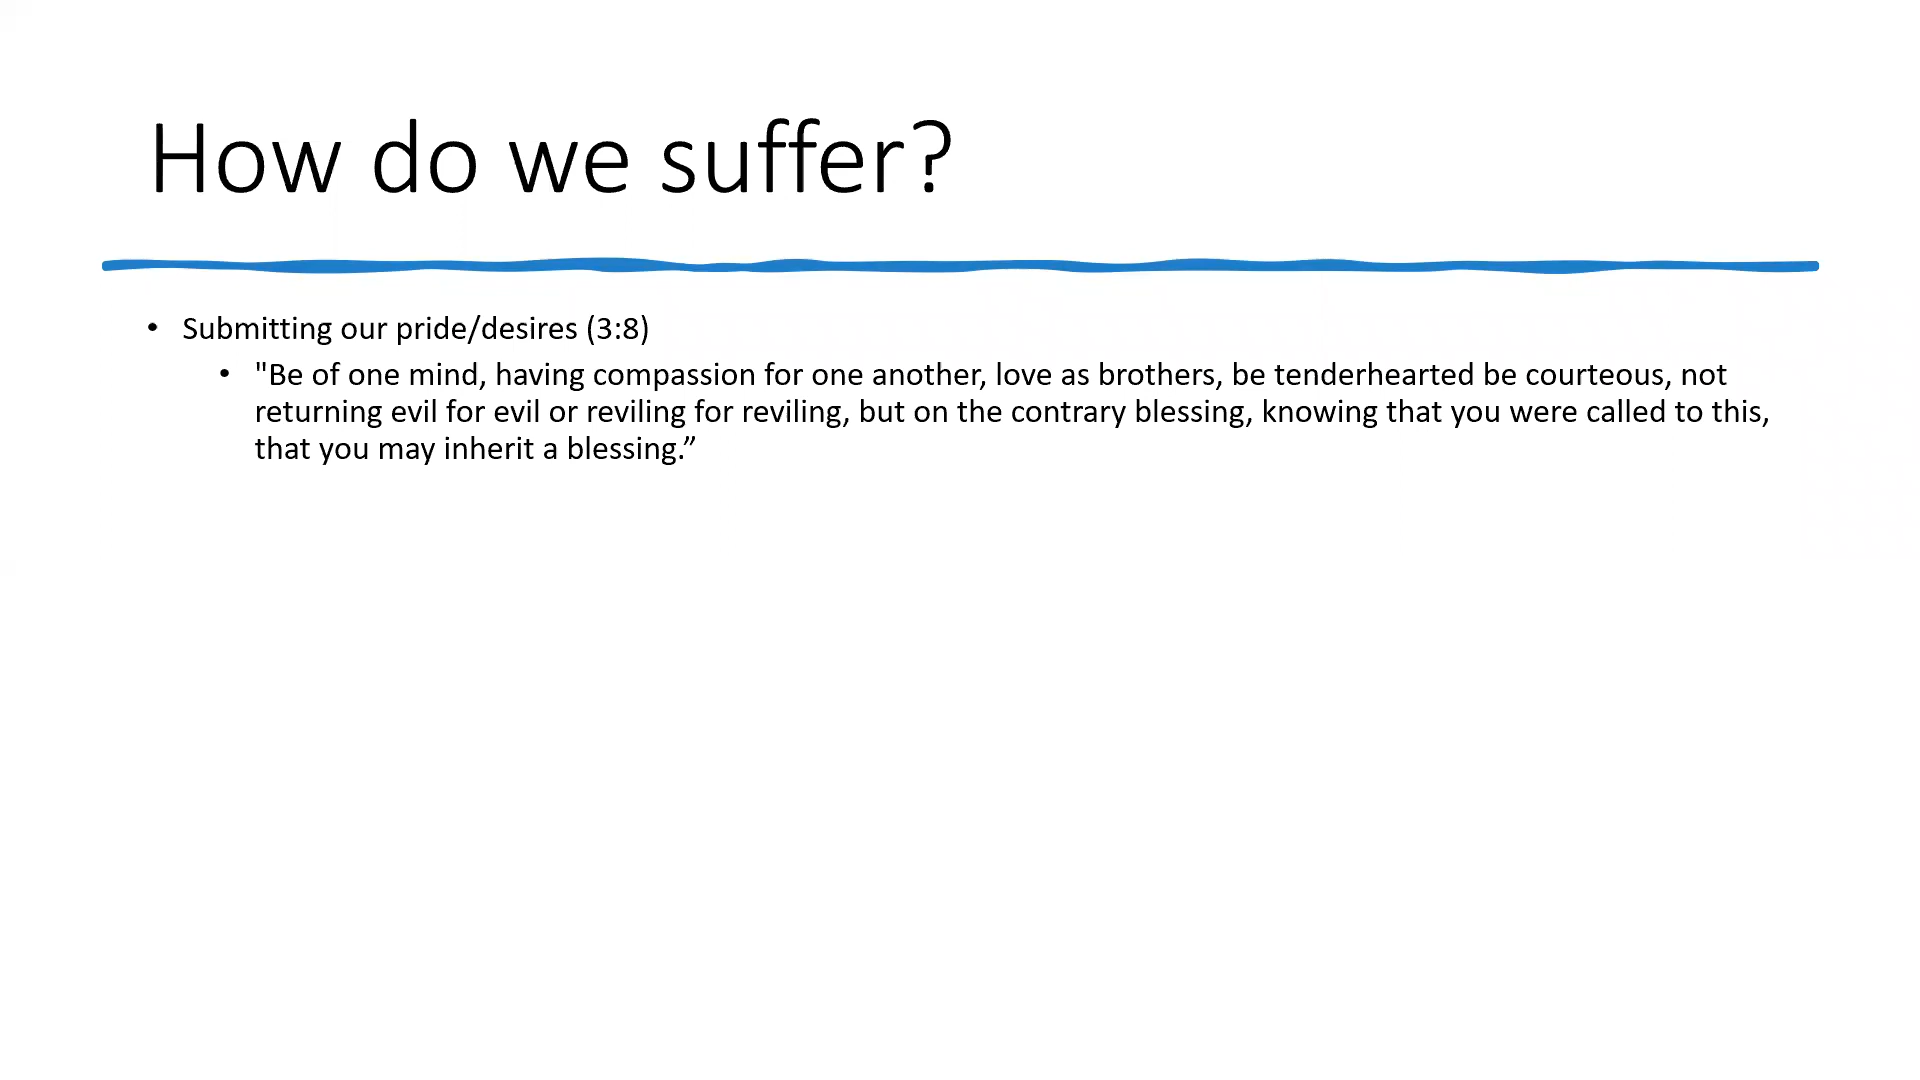 How do we suffer?
• Submitting our pride/desires (3:8)
• "Be of one mind, having compassion for one another, love as brothers, be tenderhearted be courteous, not
returning evil for evil or reviling for reviling, but on the contrary blessing, knowing that you were called to this,
that you may inherit a blessing.”